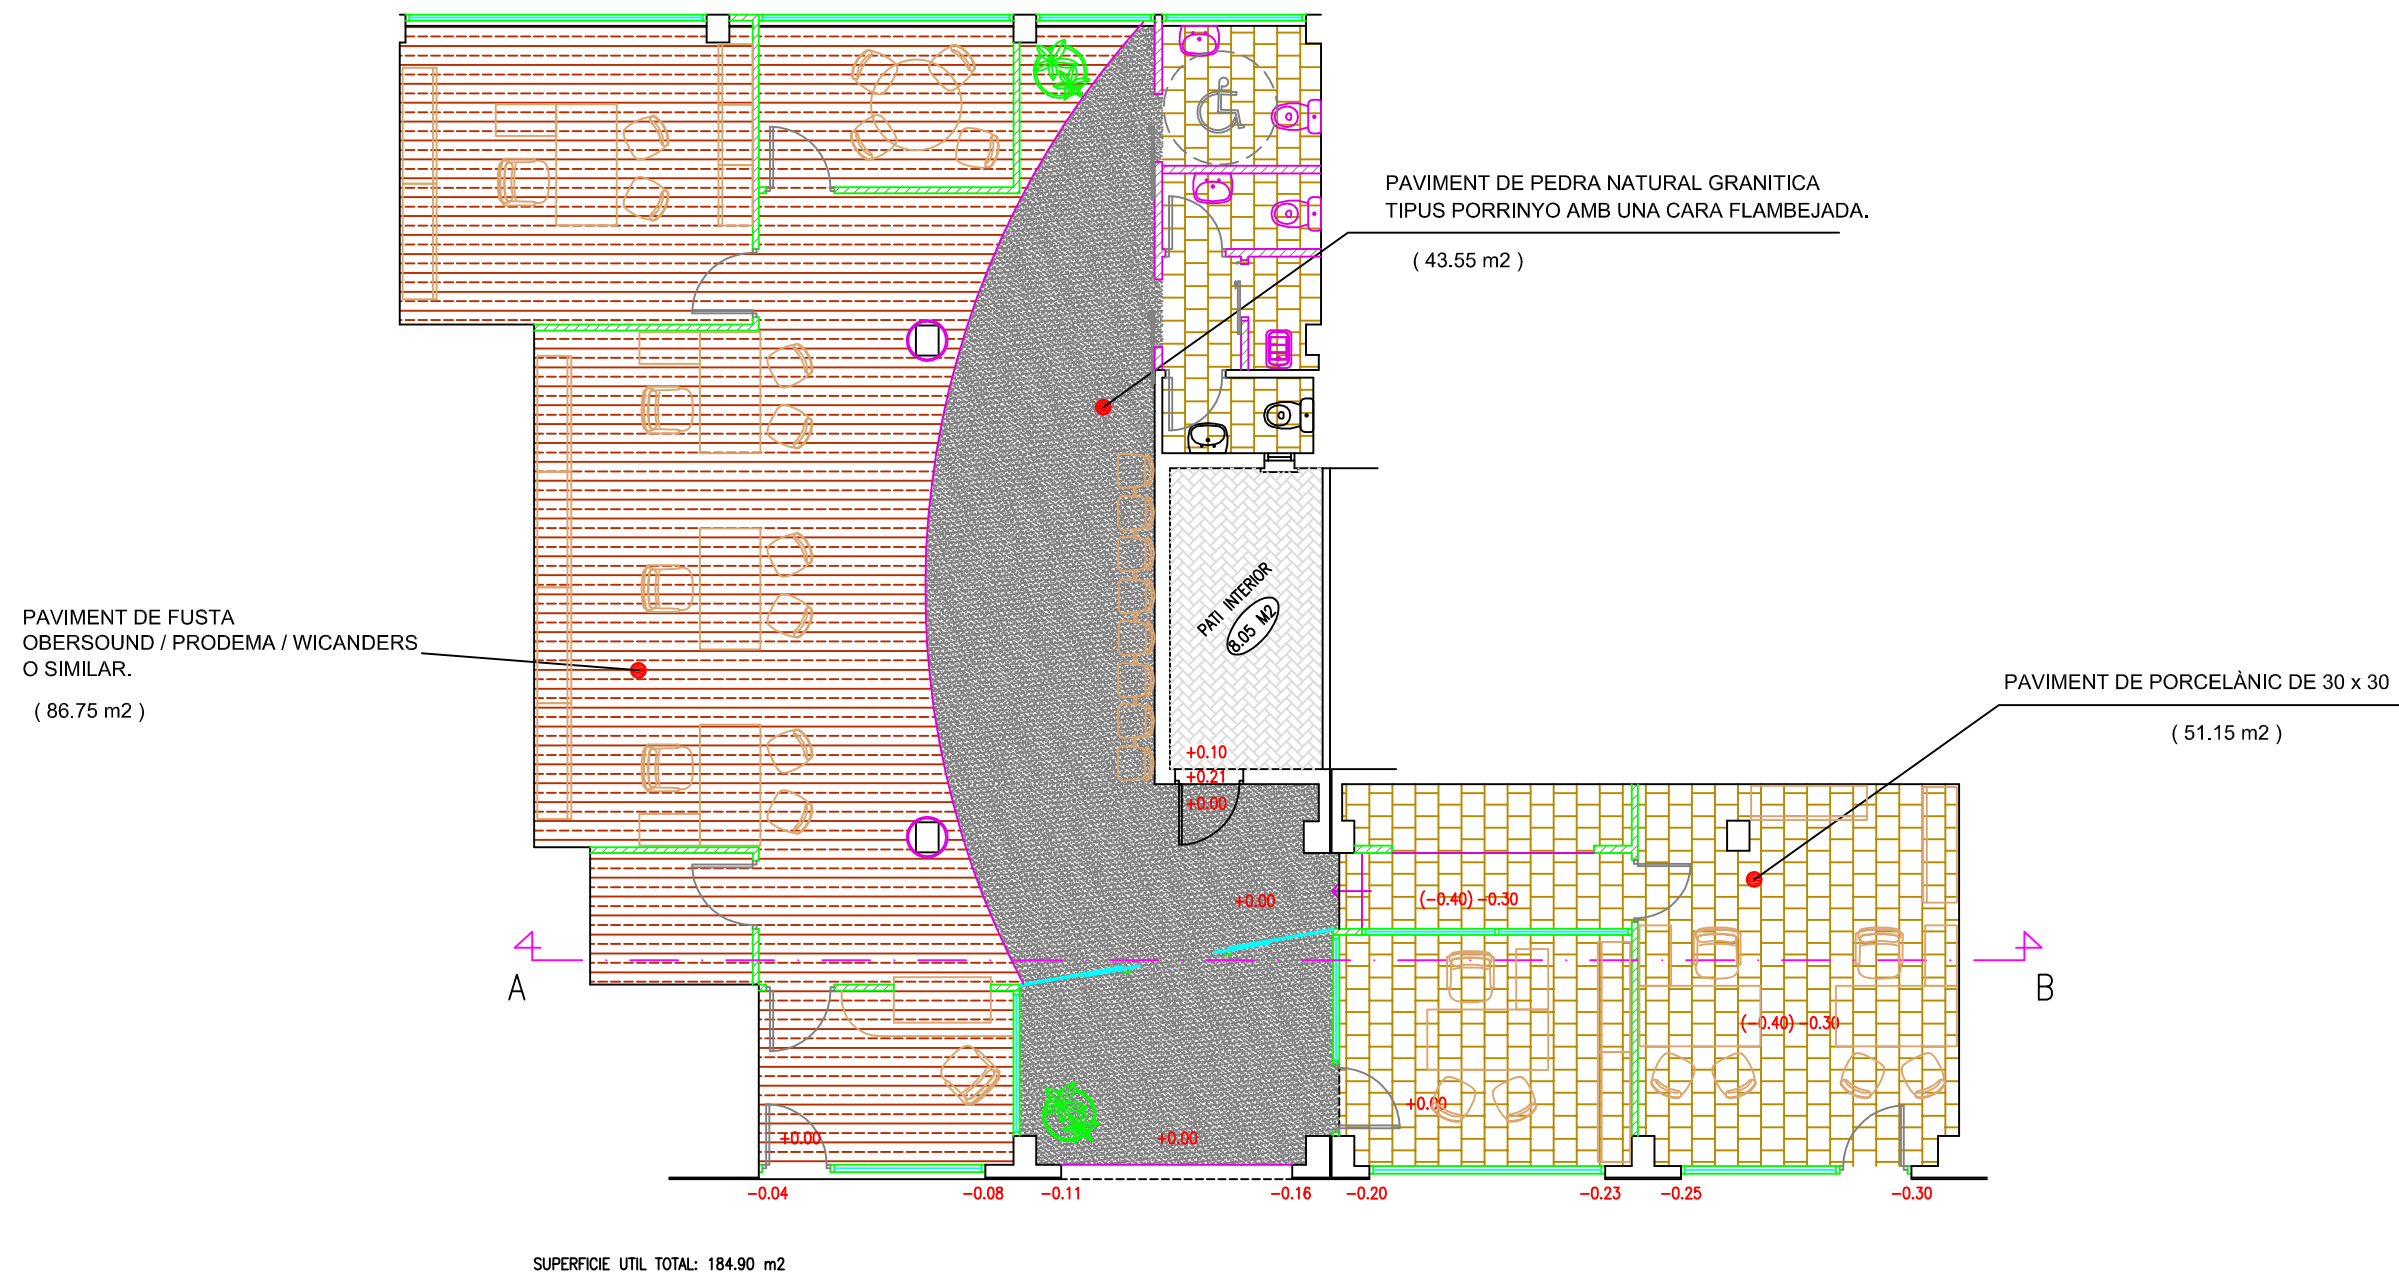 PAVIMENT DE PEDRA NATURAL GRANITICA
TIPUS PORRINYO AMB UNA CARA FLAMBEJADA.
( 43.55 m2 )
PATI INTERIOR
8.05 M2
PAVIMENT DE FUSTA
OBERSOUND / PRODEMA / WICANDERS
O SIMILAR.
( 86.75 m2 )
PAVIMENT DE PORCELÀNIC DE 30 x 30
( 51.15 m2 )
+0.10
+0.21
+0.00
+0.00
(-0.40) -0.30
A
B
(-0.40) -0.30
+0.00
+0.00
+0.00
-0.04
-0.08
-0.11
-0.16
-0.20
-0.23
-0.25
-0.30
SUPERFICIE UTIL TOTAL: 184.90 m2